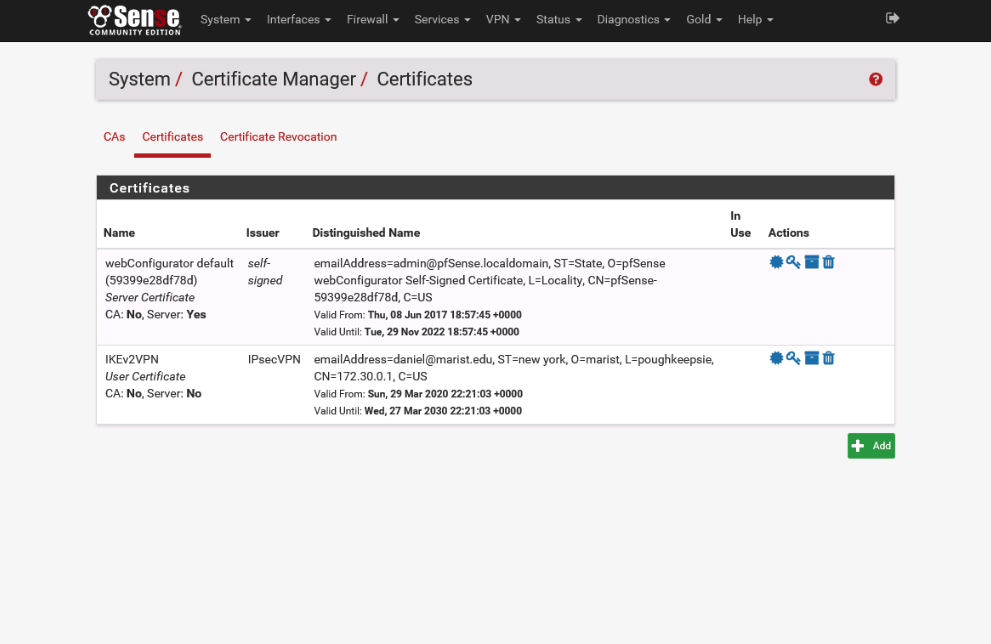 Sense
COMMUNITY EDITION
System Interfaces Firewall Services VPN Status Diagnostics Gold Help
System / Certificate Manager / Certificates
CAs Certificates Certificate Revocation
Certificates
Name Issuer Distinguished Name In Use Actions
webConfigurator default self- emailAddress=admin@pfSense.localdomain, ST=State, O=pfSense
(59399e28df78d) signed webConfigurator Self-Signed Certificate, L=Locality, CN=pfSense-
Server Certificate 59399e28df78d, C=US
CA: No, Server: Yes Valid From: Thu, 08 Jun 2017 18:57:45 +0000
Valid Until: Tue, 29 Nov 2022 18:57:45 +0000
IKEv2VPN IPsecVPN emailAddress=daniel@marist.edu, ST=new york, O=marist, L=poughkeepsie,
User Certificate CN=172.30.0.1, C=US
CA: No, Server: No Valid From: Sun, 29 Mar 2020 22:21:03 +0000
Valid Until: Wed, 27 Mar 2030 22:21:03 +0000
Add